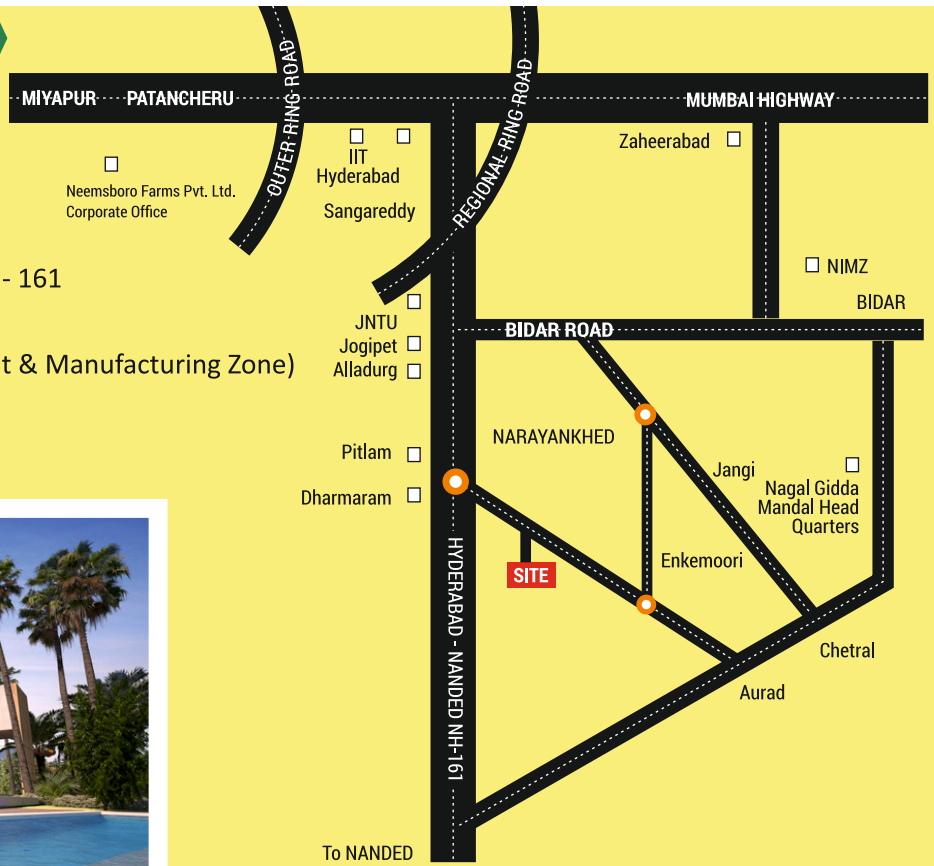 OUTER RING ROAD
REGIONAL RING ROAD
MIYAPUR PATANCHERU
MUMBAI HIGHWAY
Zaheerabad
IIT
Hyderabad
Neemsboro Farms Pvt. Ltd.
Corporate Office
Sangareddy
- 161
NIMZ
BIDAR
JNTU
BIDAR ROAD
Jogipet
t & Manufacturing Zone)
Alladurg
NARAYANKHED
Pitlam
Jangi
Dharmaram
Nagal Gidda
Mandal Head
Quarters
HYDERABAD - NANDED NH-161
Enkemoori
SITE
Chetral
Aurad
To NANDED